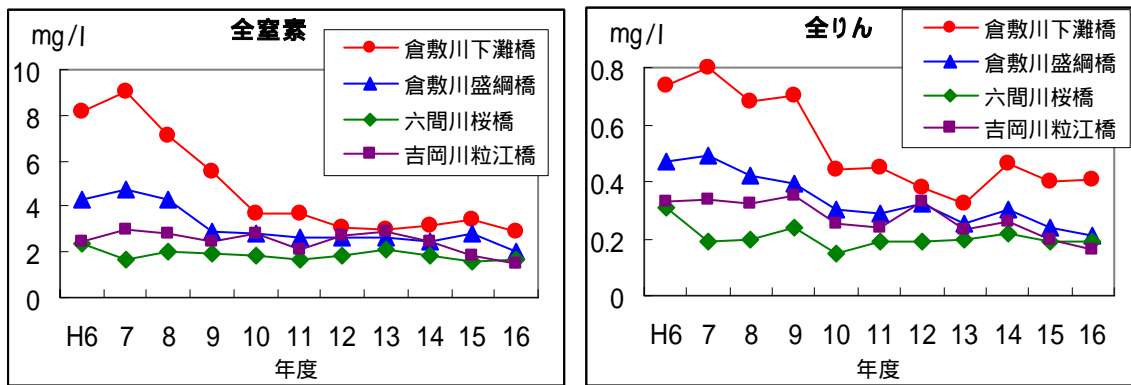 全窒素
mg/l
倉敷川下灘橋
倉敷川盛綱橋
六間川桜橋
吉岡川粒江橋
10
8
6
4
2
0
H6 7 8 9 10 11 12 13 14 15 16
年度
全りん
mg/l
倉敷川下灘橋
倉敷川盛綱橋
六間川桜橋
吉岡川粒江橋
0.8
0.6
0.4
0.2
0
H6 7 8 9 10 11 12 13 14 15 16
年度